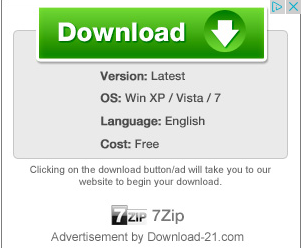 Download
Version: Latest
OS: Win XP / Vista / 7
Language: English
Cost: Free
Clicking on the download button/ad will take you to our
website to begin your download.
7ZIP 7Zip
Advertisement by Download-21.com